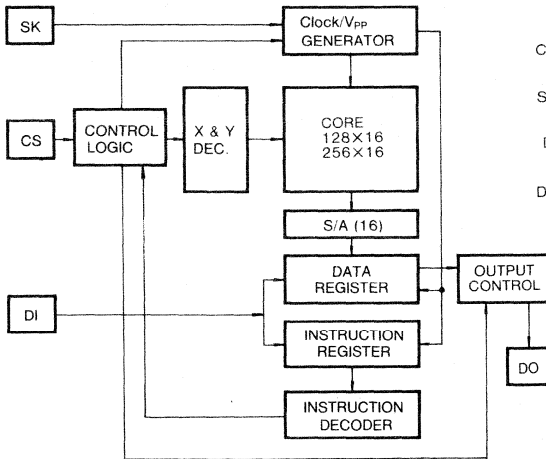 SK
Clock/VPP
GENERATOR
C
CS
CONTROL
LOGIC
X & Y
DEC.
CORE
128×16
256×16
S
D
D
S/A (16)
DATA
REGISTER
OUTPUT
CONTROL
DI
INSTRUCTION
REGISTER
DO
INSTRUCTION
DECODER